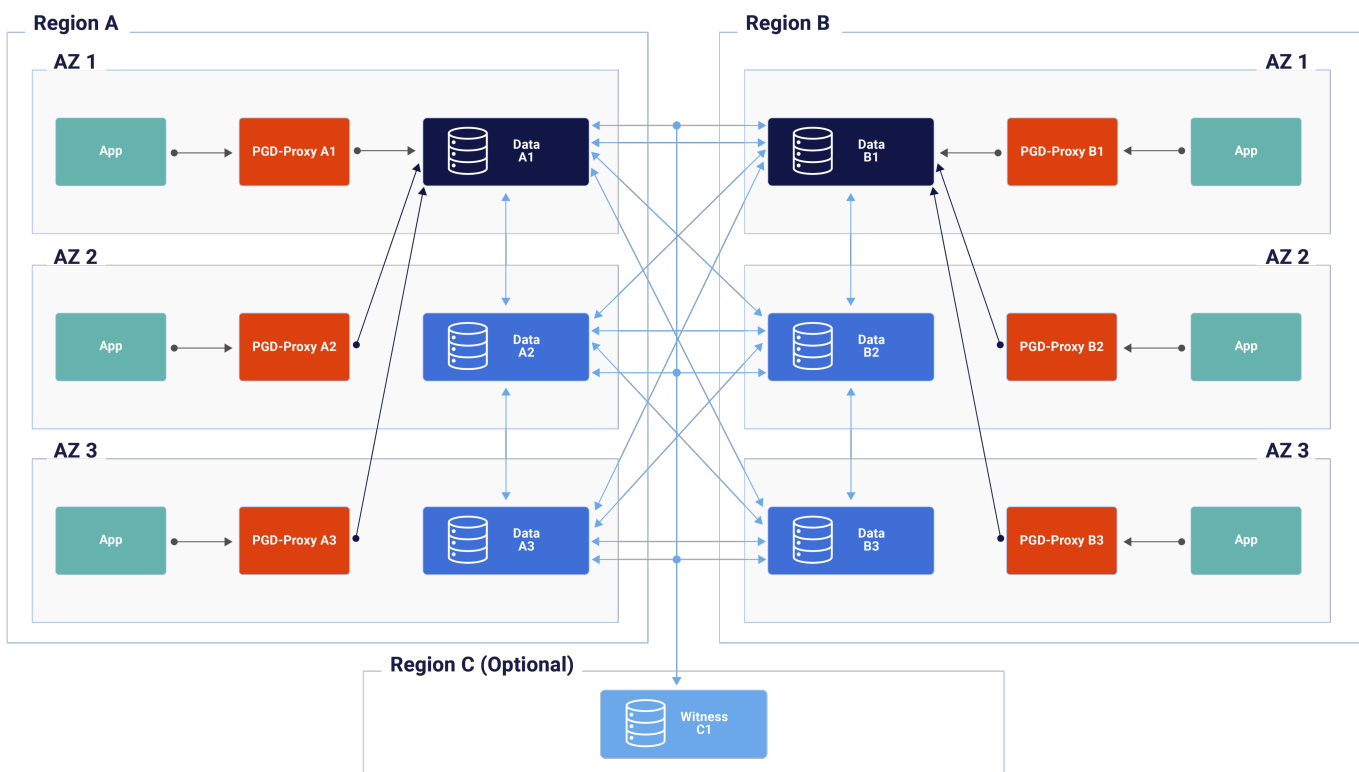 Region A
Region B
AZ 1
AZ 1
App
PGD-Proxy A1
Data
A1
Data
B1
PGD-Proxy B1
App
AZ 2
AZ 2
App
PGD-Proxy A2
Data
A2
Data
B2
PGD-Proxy B2
App
AZ 3
AZ 3
App
PGD-Proxy A3
Data
A3
Data
B3
PGD-Proxy B3
App
Region C (Optional)
Witness
C1